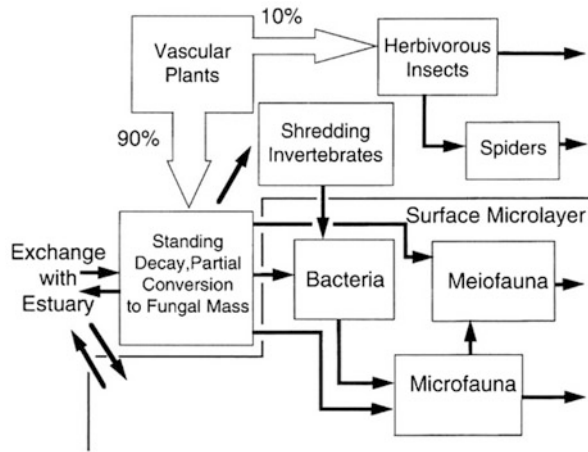 10%
Vascular
Plants
Herbivorous
Insects
90%
Shredding
Invertebrates
Spiders
Surface Microlayer
Exchange
with
Estuary
Standing
Decay,Partial
Conversion
to Fungal Mass
Bacteria
Meiofauna
Microfauna